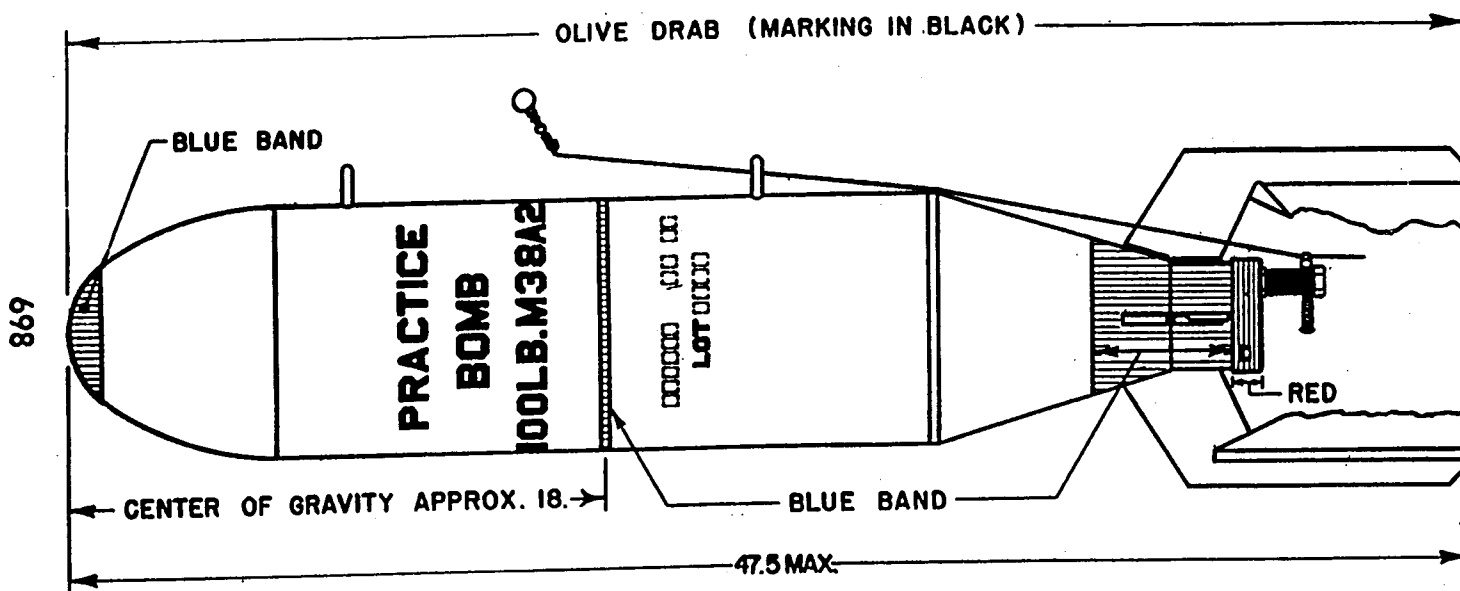 OLIVE DRAB (MARKING IN BLACK)
BLUE BAND
PRACTICE
BOMB
100LB.M38A2
LOT
869
RED
BLUE BAND
CENTER OF GRAVITY APPROX. 18.
47.5 MAX.